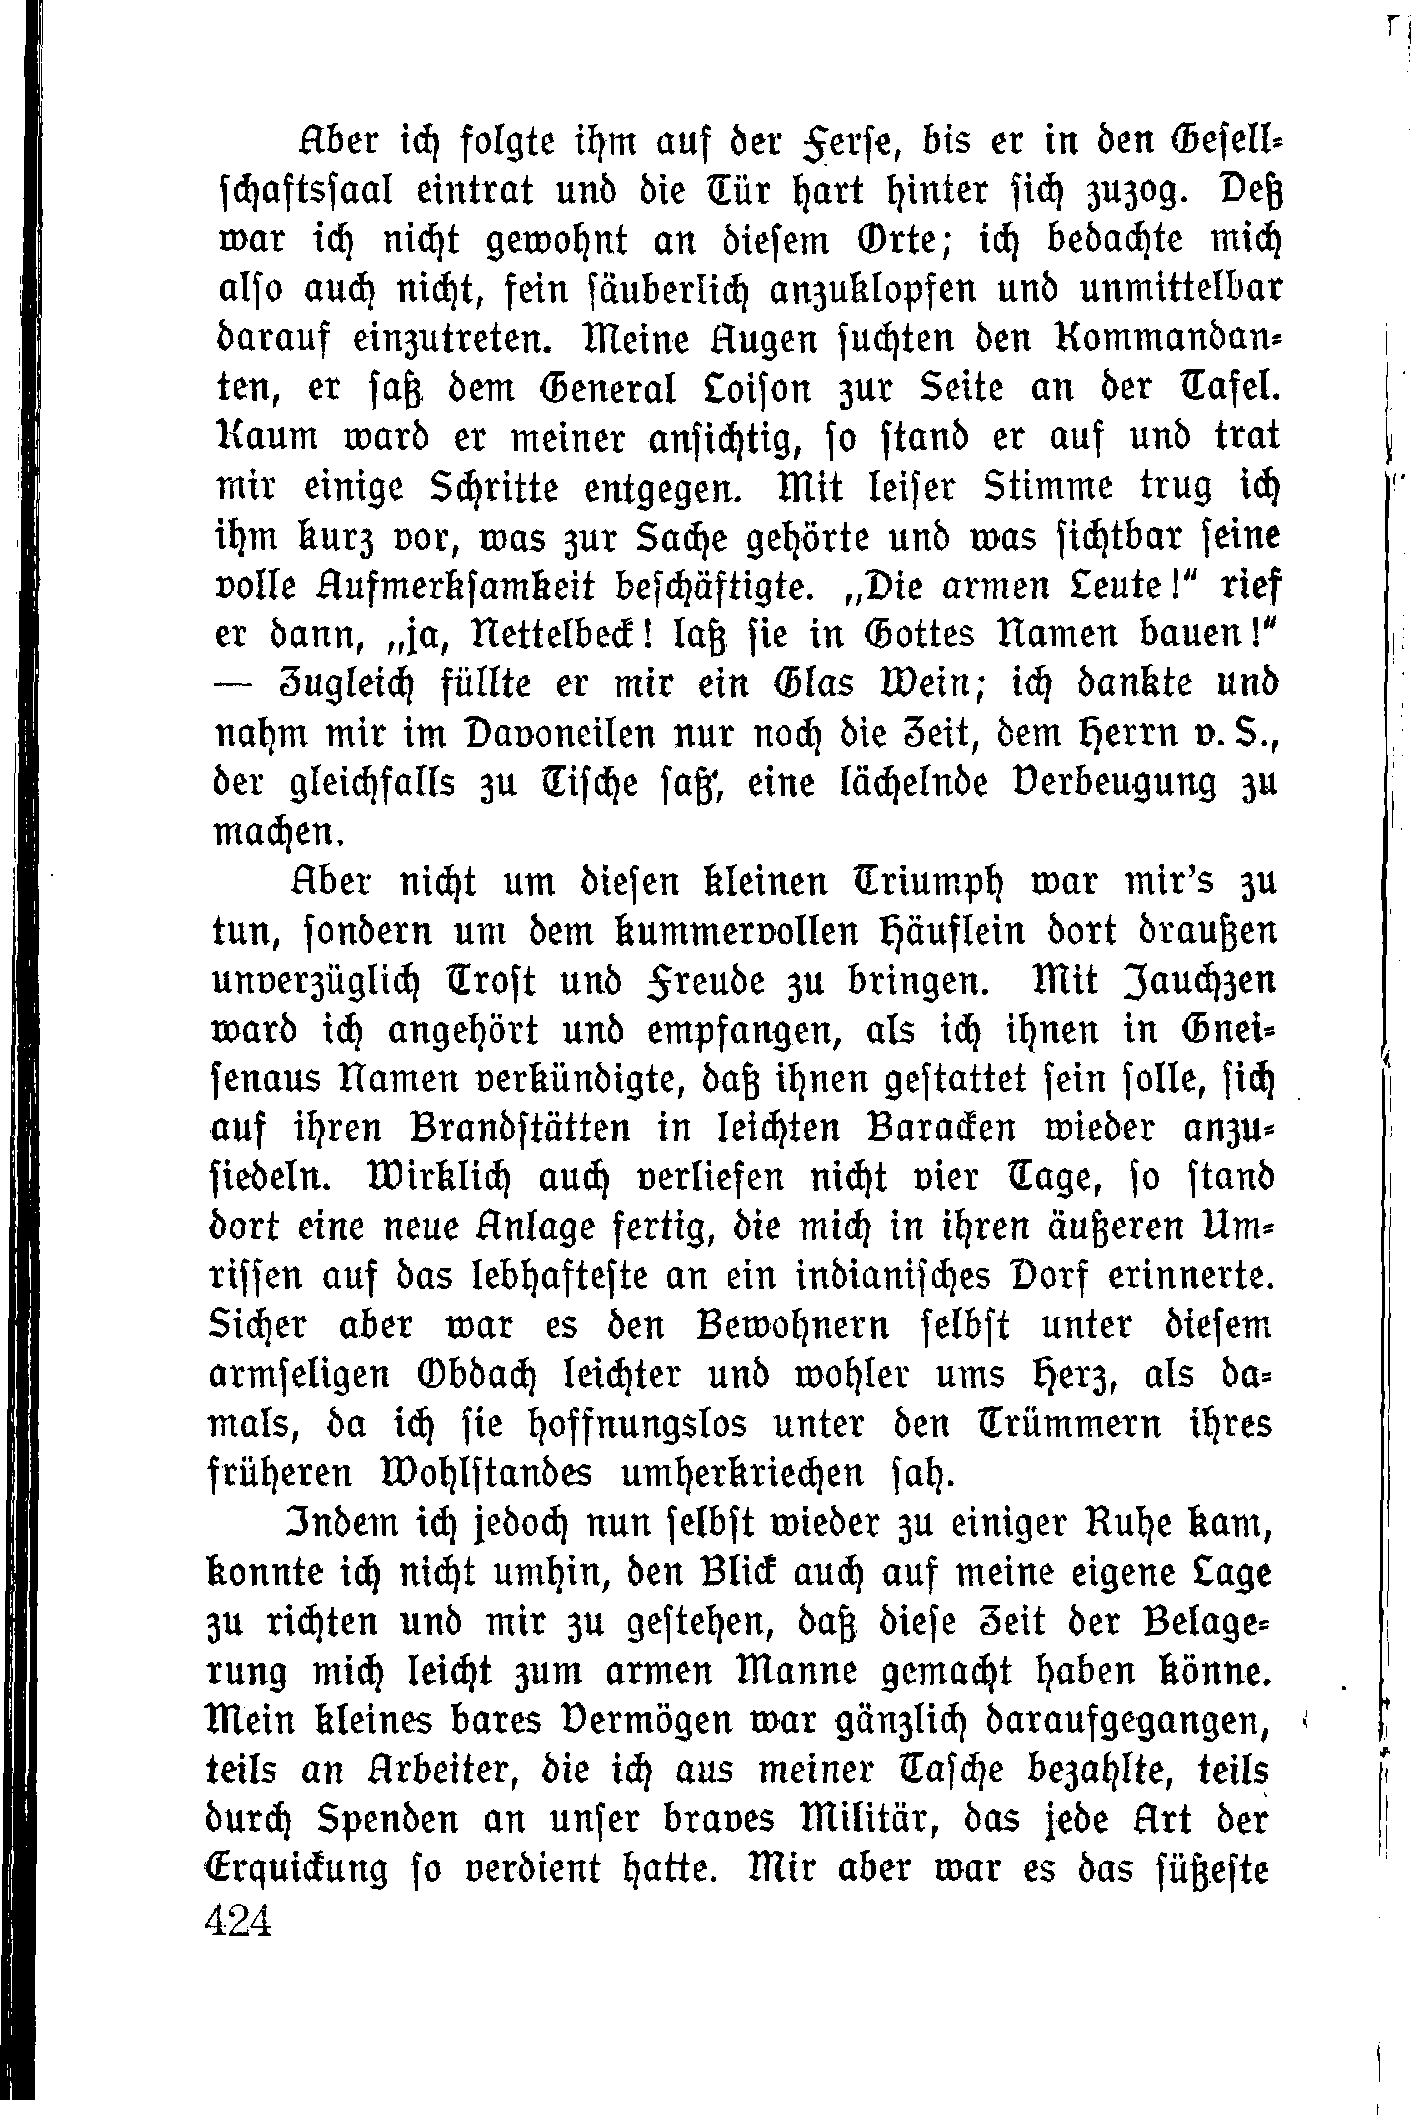 Aber ich folgte ihm auf der Ferse, bis er in den Gesell-
schaftssaal eintrat und die Tür hart hinter sich zuzog. Deß
war ich nicht gewohnt an diesem Orte; ich bedachte mich
also auch nicht, fein säuberlich anzuklopfen und unmittelbar
darauf einzutreten. Meine Augen suchten den Kommandan-
ten, er saß dem General Loison zur Seite an der Tafel.
Kaum ward er meiner ansichtig, so stand er auf und trat
mir einige Schritte entgegen. Mit leiser Stimme trug ich
ihm kurz vor, was zur Sache gehörte und was sichtbar seine
volle Aufmerksamkeit beschäftigte. „Die armen Leute!“ rief
er dann, „ja, Nettelbeck! laß sie in Gottes Namen bauen!“
— Zugleich füllte er mir ein Glas Wein; ich dankte und
nahm mir im Davoneilen nur noch die Zeit, dem Herrn v. S.,
der gleichfalls zu Tische saß, eine lächelnde Verbeugung zu
machen.
Aber nicht um diesen kleinen Triumph war mir's zu
tun, sondern um dem kummervollen Häuflein dort draußen
unverzüglich Trost und Freude zu bringen. Mit Jauchzen
ward ich angehört und empfangen, als ich ihnen in Gnei-
senaus Namen verkündigte, daß ihnen gestattet sein solle, sich
auf ihren Brandstätten in leichten Baracken wieder anzu-
siedeln. Wirklich auch verliefen nicht vier Tage, so stand
dort eine neue Anlage fertig, die mich in ihren äußeren Um-
rissen auf das lebhafteste an ein indianisches Dorf erinnerte.
Sicher aber war es den Bewohnern selbst unter diesem
armseligen Obdach leichter und wohler ums Herz, als da-
mals, da ich sie hoffnungslos unter den Trümmern ihres
früheren Wohlstandes umherkriechen sah.
Indem ich jedoch nun selbst wieder zu einiger Ruhe kam,
konnte ich nicht umhin, den Blick auch auf meine eigene Lage
zu richten und mir zu gestehen, daß diese Zeit der Belage-
rung mich leicht zum armen Manne gemacht haben könne.
Mein kleines bares Vermögen war gänzlich daraufgegangen,
teils an Arbeiter, die ich aus meiner Tasche bezahlte, teils
durch Spenden an unser braves Militär, das jede Art der
Erquickung so verdient hatte. Mir aber war es das süßeste
424